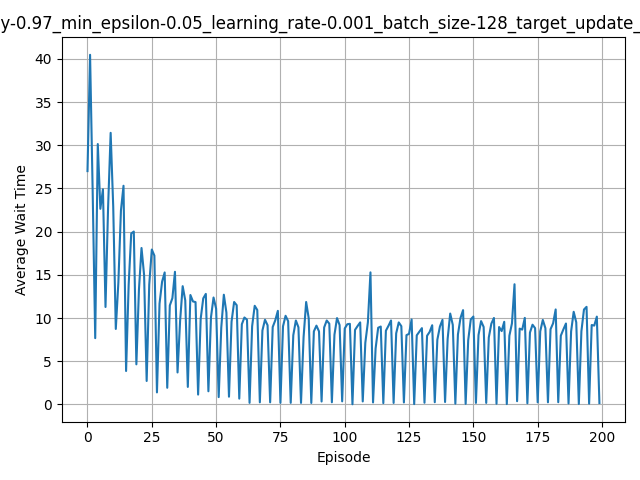 y-0.97_min_epsilon-0.05_learning_rate-0.001_batch_size-128_target_update_
40
35
30
25
20
15
10
5
0
Average Wait Time
0 25 50 75 100 125 150 175 200
Episode